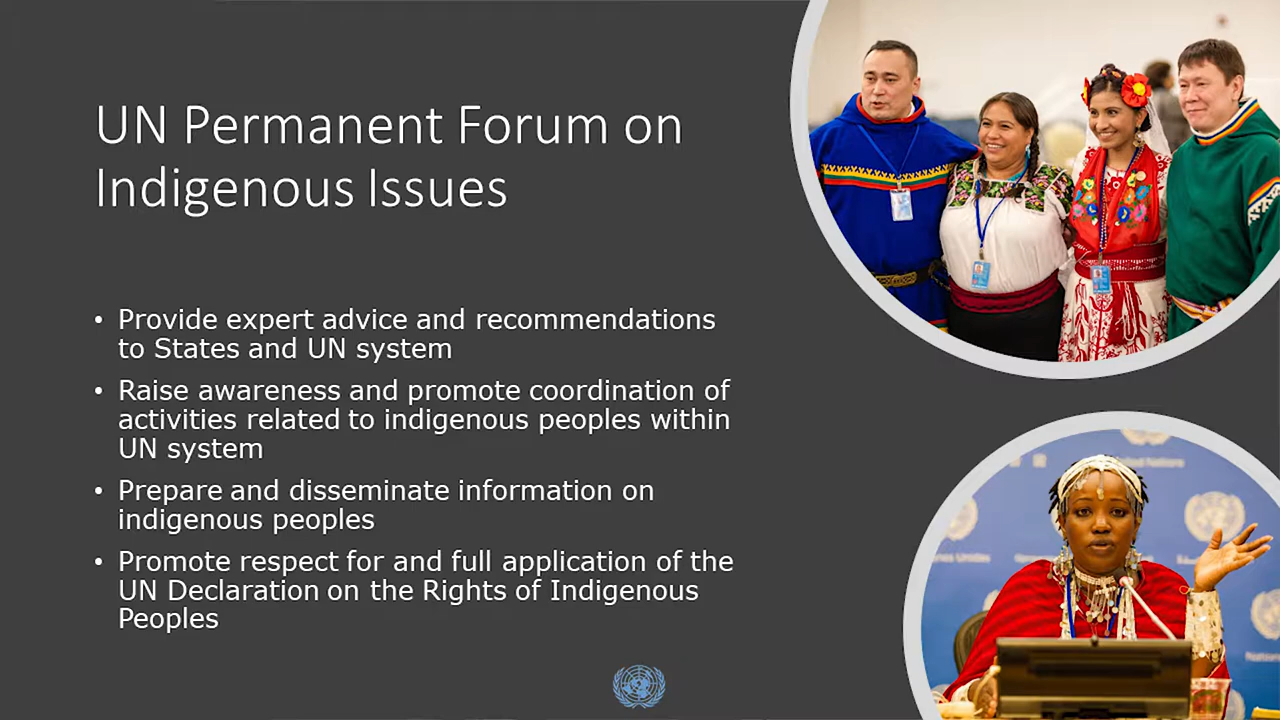 UN Permanent Forum on
Indigenous Issues
• Provide expert advice and recommendations
to States and UN system
• Raise awareness and promote coordination of
activities related to indigenous peoples within
UN system
• Prepare and disseminate information on
indigenous peoples
• Promote respect for and full application of the
UN Declaration on the Rights of Indigenous
Peoples